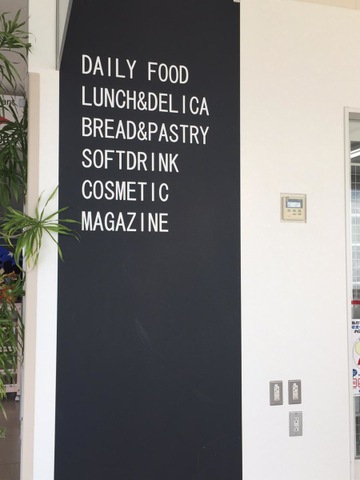 DAILY FOOD
LUNCH&DELICA
BREAD&PASTRY
SOFTDRINK
COSMETIC
MAGAZINE